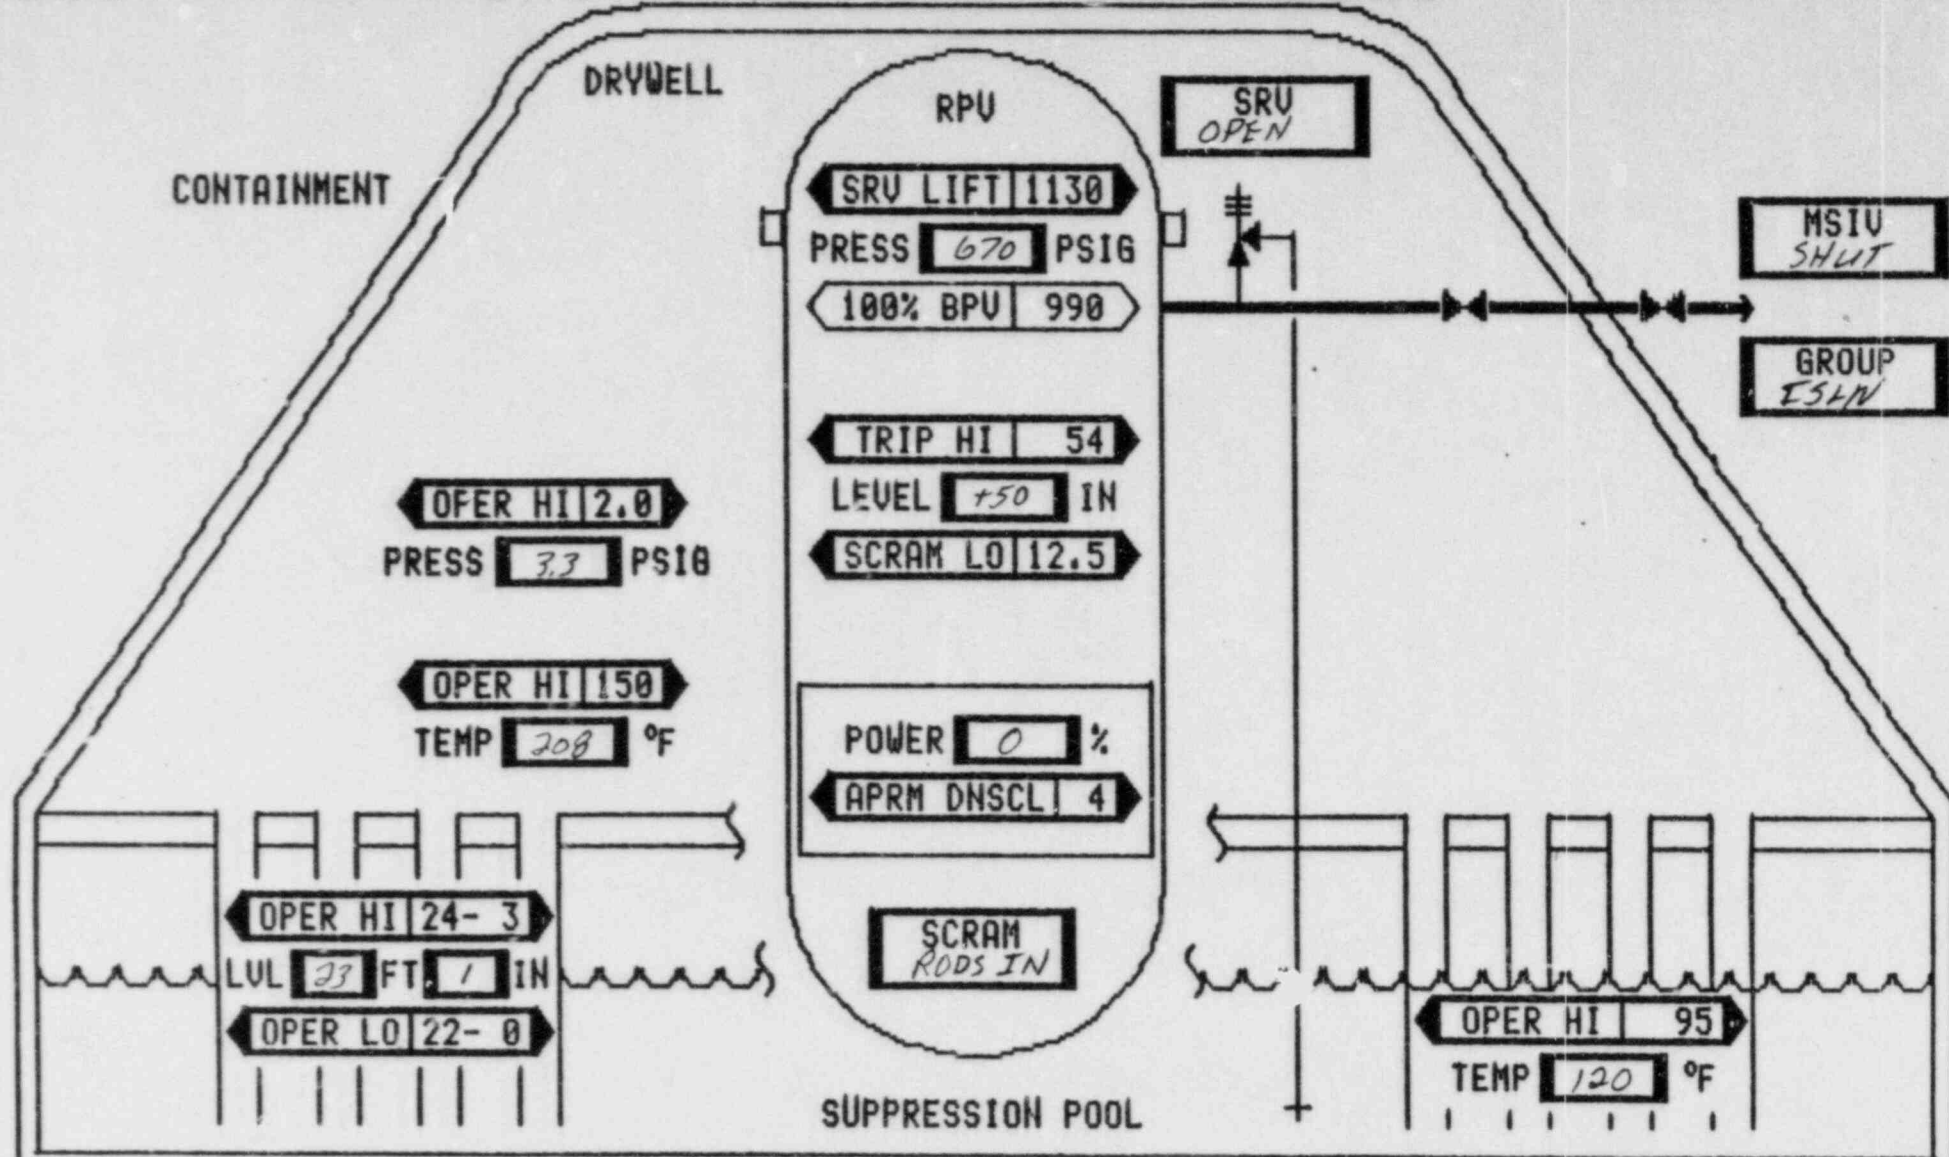 DRYWELL
CONTAINMENT
RPV
SRV
OPEN
SRV LIFT 1130
PRESS 670 PSIG
100% BPV 990
MSIV
SHUT
GROUP
ISLN
TRIP HI 54
LEVEL +50 IN
SCRAM LO 12.5
OPER HI 2.0
PRESS 3.3 PSIG
OPER HI 150
TEMP 208 °F
POWER 0 %
APRM DNSCL 4
OPER HI 24- 3
LVL 23 FT 1 IN
OPER LO 22- 0
SCRAM
RODS IN
OPER HI 95
TEMP 120 °F
SUPPRESSION POOL